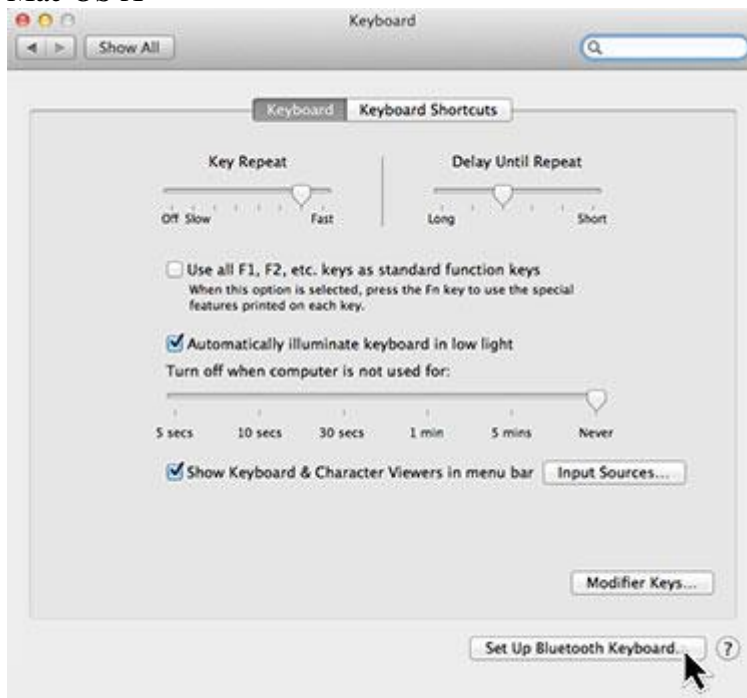 Mac OS X
Keyboard
Show All
Keyboard Keyboard Shortcuts
Key Repeat Delay Until Repeat
Off Slow Fast Long Short
Use all F1, F2, etc. keys as standard function keys
When this option is selected, press the Fn key to use the special
features printed on each key.
Automatically illuminate keyboard in low light
Turn off when computer is not used for:
5 secs 10 secs 30 secs 1 min 5 mins Never
Show Keyboard & Character Viewers in menu bar Input Sources...
Modifier Keys...
Set Up Bluetooth Keyboard... ?